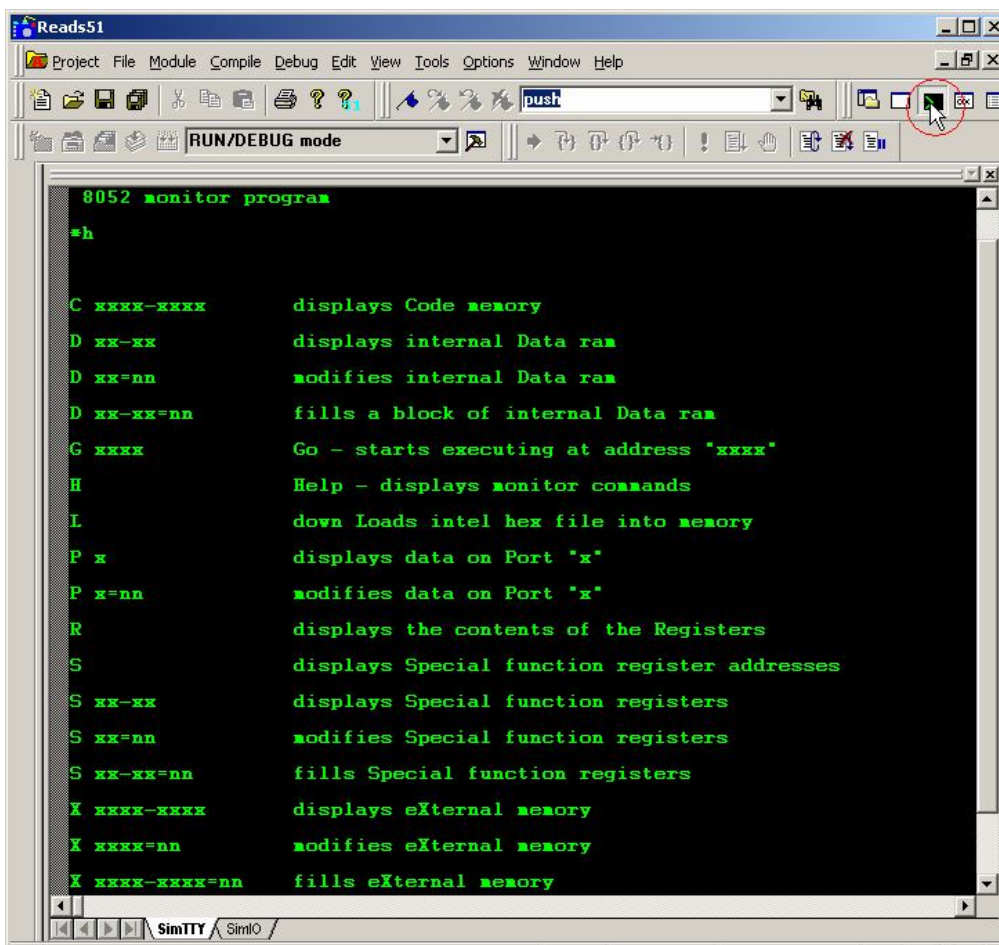 Reads51
Project File Module Compile Debug Edit View Tools Options Window Help
push
RUN/DEBUG mode
8052 monitor program
*h
C xxxx-xxxx displays Code memory
D xx-xx displays internal Data ram
D xx=nn modifies internal Data ram
D xx-xx=nn fills a block of internal Data ram
G xxxx Go - starts executing at address "xxxx"
H Help - displays monitor commands
L down Loads intel hex file into memory
P x displays data on Port "x"
P x=nn modifies data on Port "x"
R displays the contents of the Registers
S displays Special function register addresses
S xx-xx displays Special function registers
S xx=nn modifies Special function registers
S xx-xx=nn fills Special function registers
X xxxx-xxxx displays eXternal memory
X xxxx=nn modifies eXternal memory
X xxxx-xxxx=nn fills eXternal memory
SimTTY SimIO